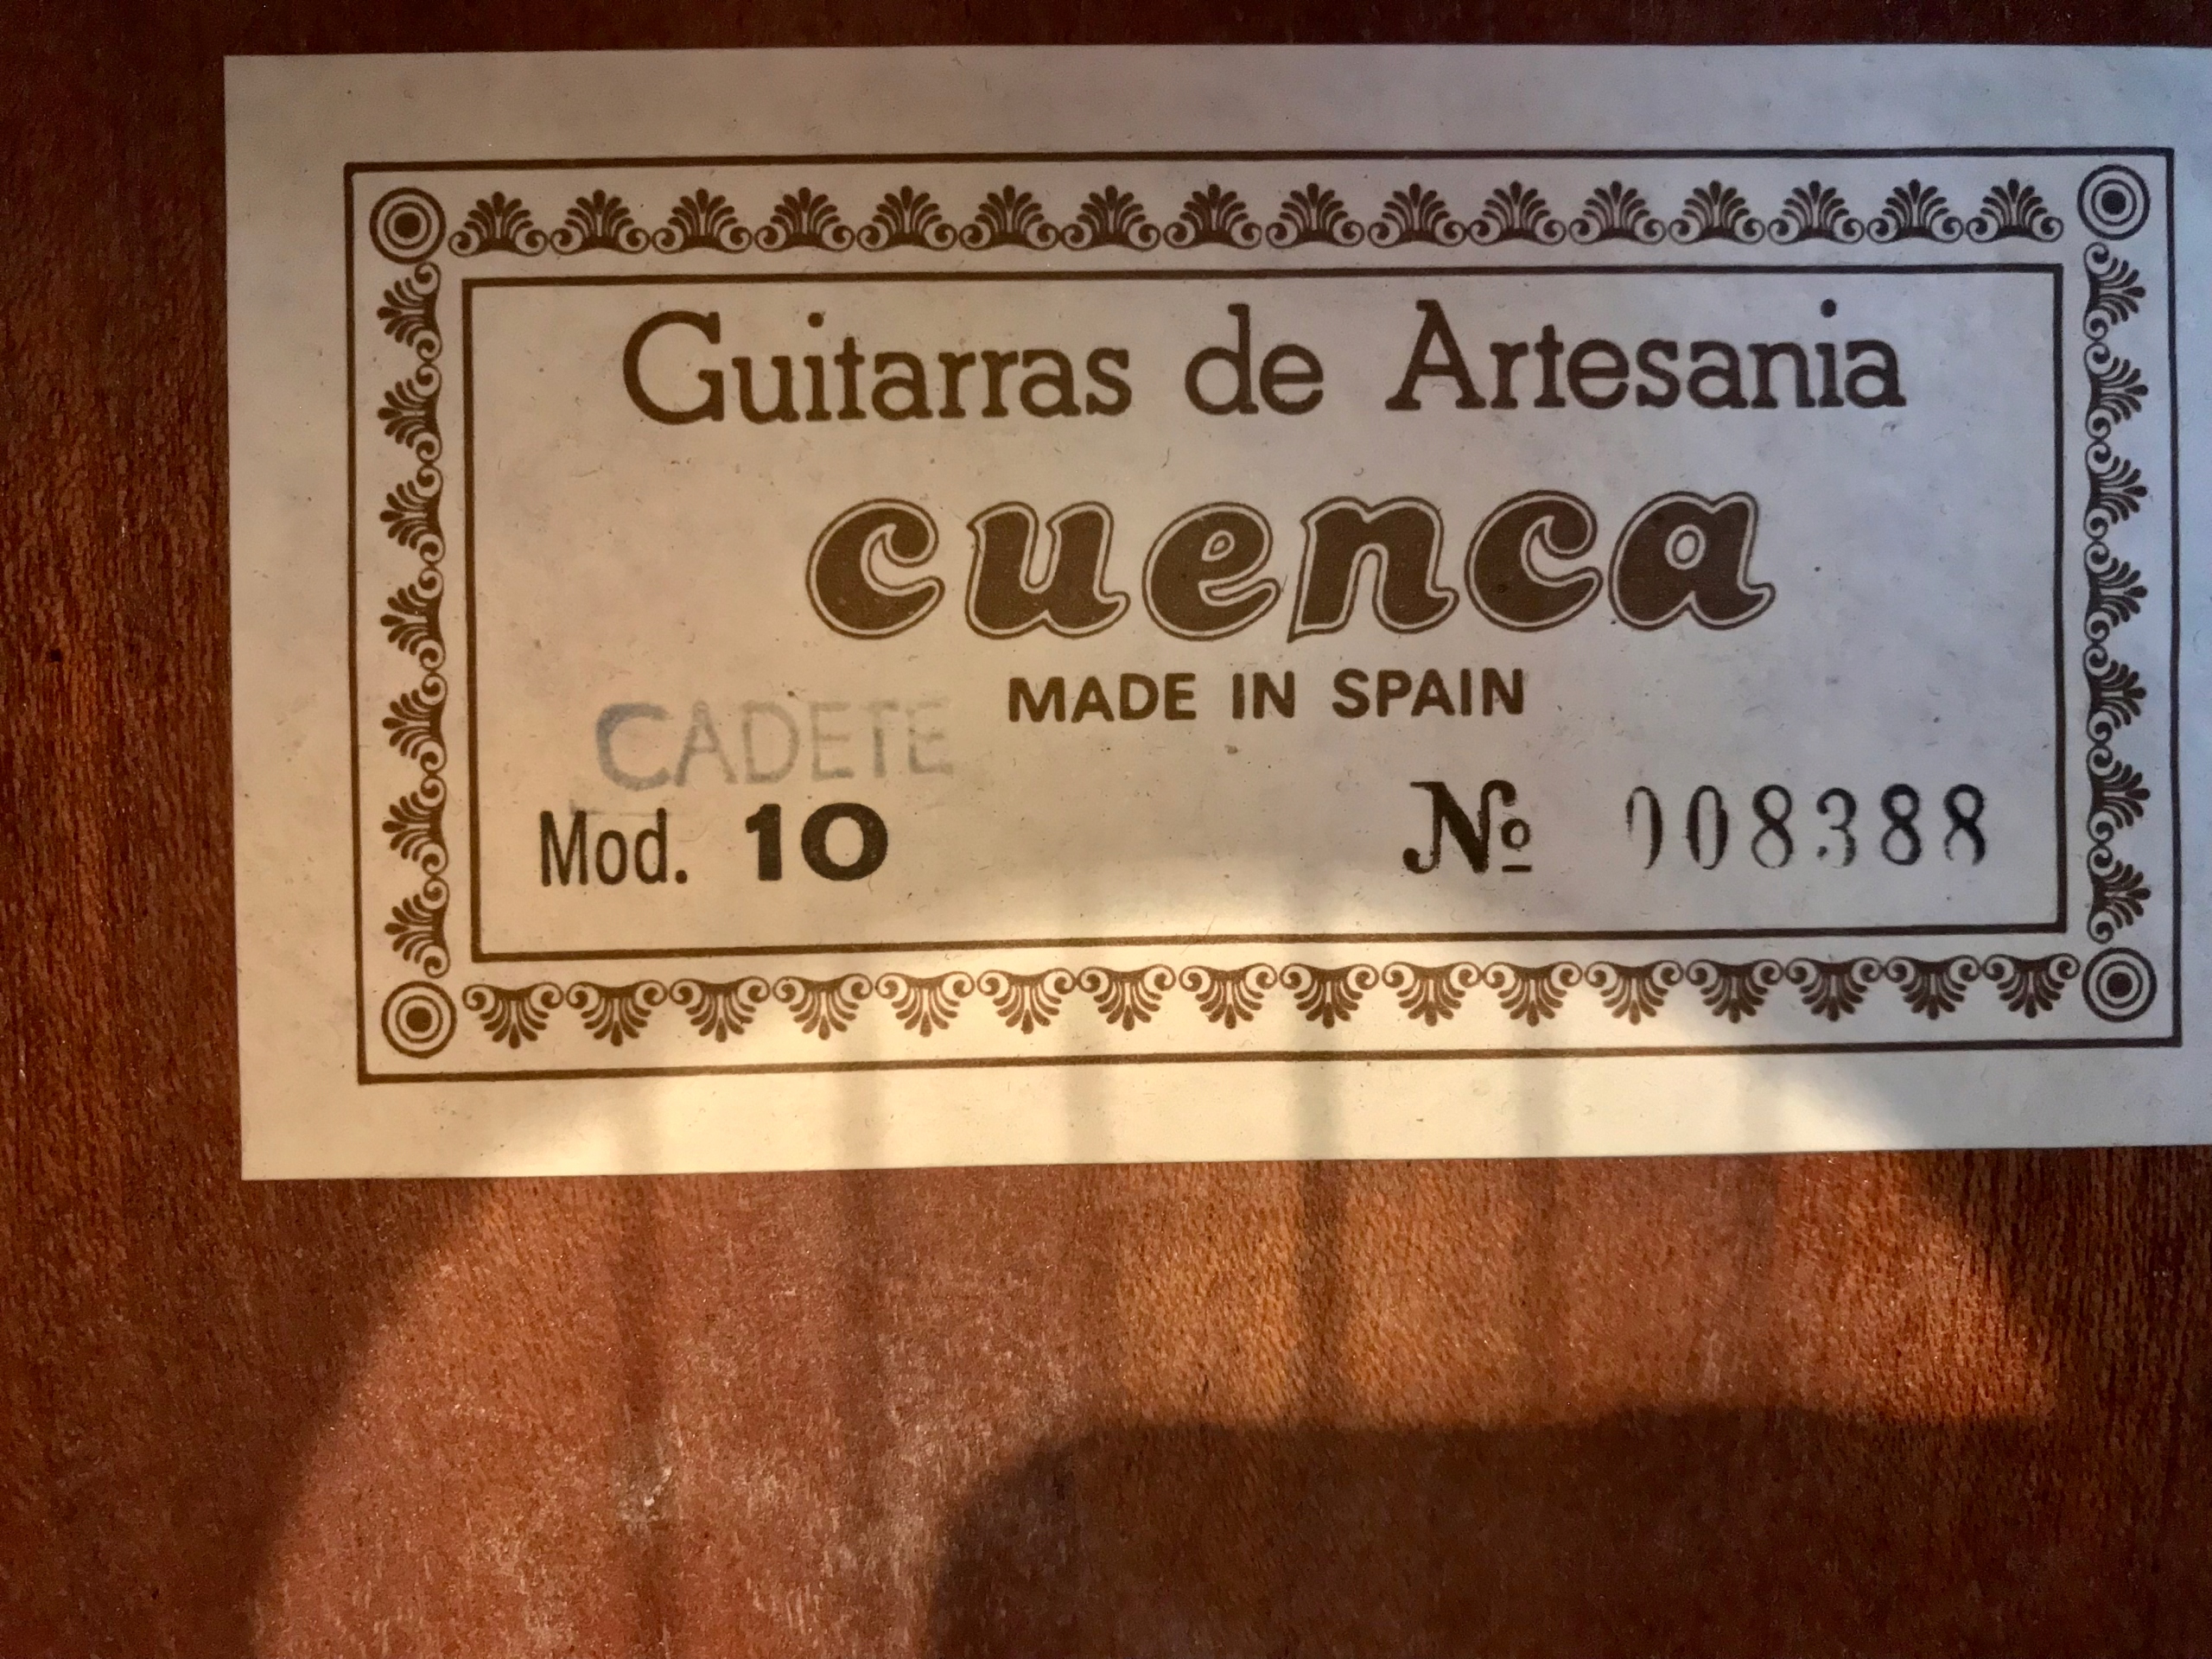 Guitarras de Artesania
cuenca
MADE IN SPAIN
CADETE
Mod. 10 № 008388